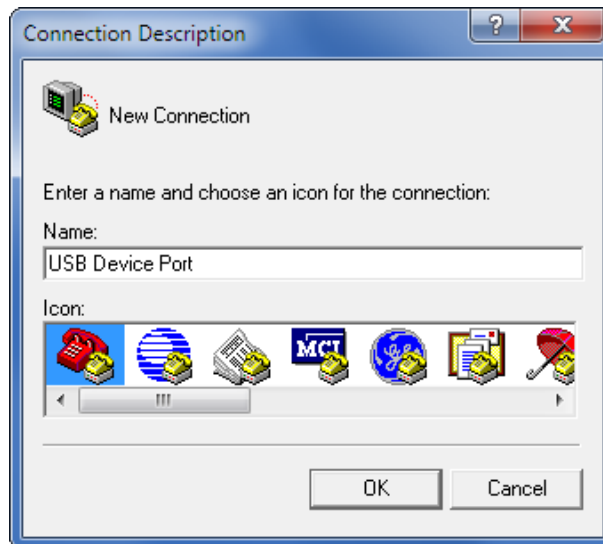 Connection Description
?
New Connection
Enter a name and choose an icon for the connection:
Name:
USB Device Port
Icon:
MCI
OK
Cancel